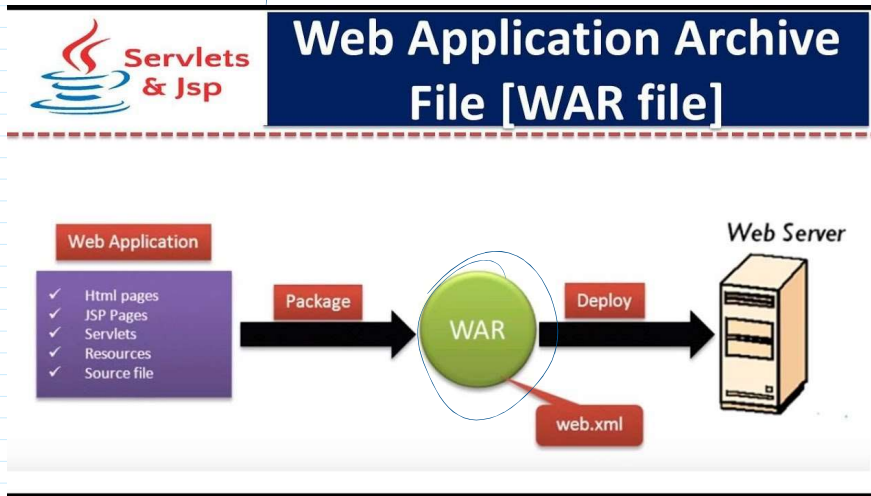 Servlets
& Jsp
Web Application Archive
File [WAR file]
Web Application
Html pages
JSP Pages
Servlets
Resources
Source file
Package
WAR
Deploy
web.xml
Web Server